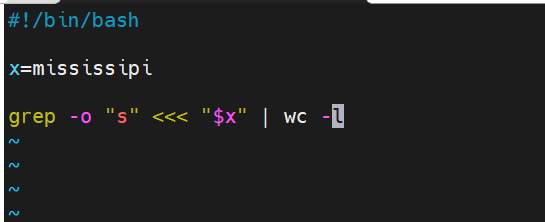 #!/bin/bash
x=mississipi
grep -o "s" <<< "$x" | wc -l
~
~
~
~